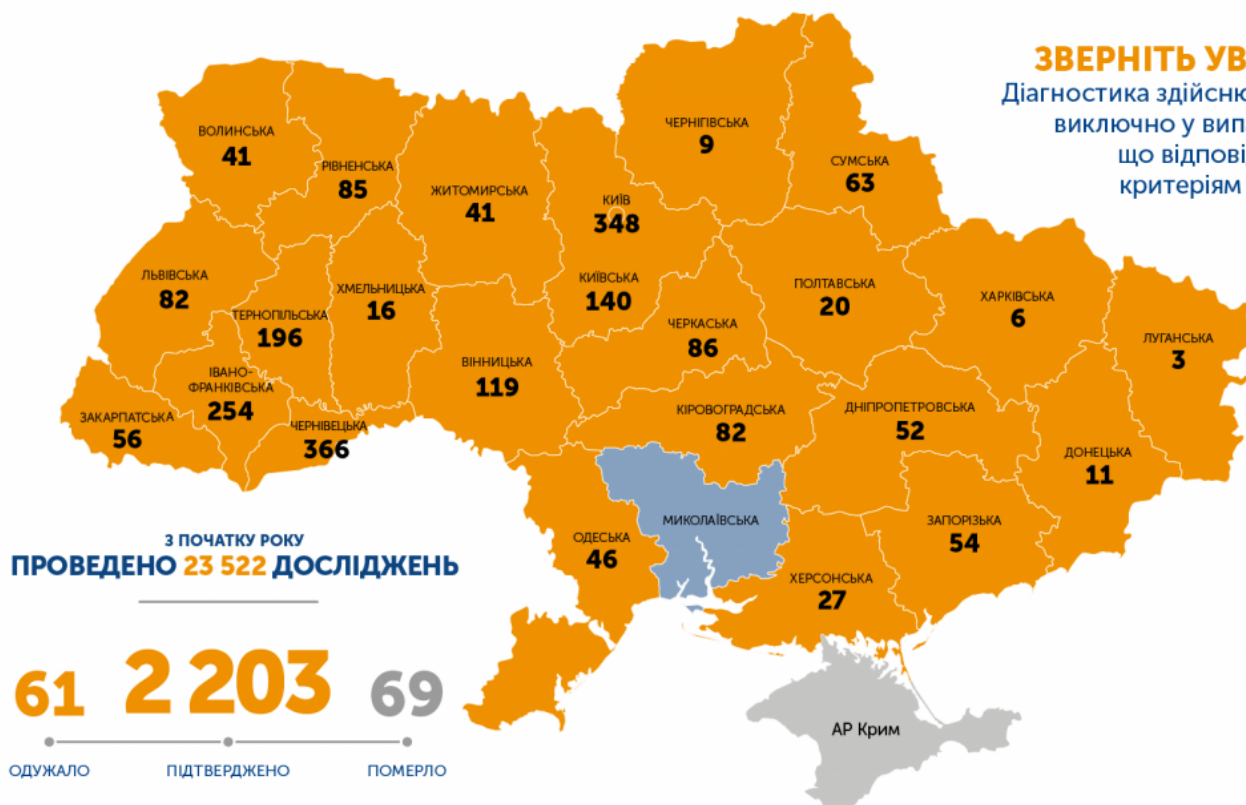 ЗВЕРНІТЬ УВ
Діагностика здійсню
виключно у вип
що відпові
критеріям
ВОЛИНСЬКА
41
РІВНЕНСЬКА
85
ЖИТОМИРСЬКА
41
КИЇВ
348
ЧЕРНІГІВСЬКА
9
СУМСЬКА
63
ЛЬВІВСЬКА
82
ТЕРНОПІЛЬСЬКА
196
ХМЕЛЬНИЦЬКА
16
КИЇВСЬКА
140
ПОЛТАВСЬКА
20
ХАРКІВСЬКА
6
ЛУГАНСЬКА
3
ЧЕРКАСЬКА
86
ВІННИЦЬКА
119
ІВАНО-
ФРАНКІВСЬКА
254
ЗАКАРПАТСЬКА
56
ЧЕРНІВЕЦЬКА
366
КІРОВОГРАДСЬКА
82
ДНІПРОПЕТРОВСЬКА
52
ДОНЕЦЬКА
11
МИКОЛАЇВСЬКА
ОДЕСЬКА
46
ЗАПОРІЗЬКА
54
ХЕРСОНСЬКА
27
АР Крим
З ПОЧАТКУ РОКУ
ПРОВЕДЕНО 23 522 ДОСЛІДЖЕНЬ
61 2 203 69
ОДУЖАЛО ПІДТВЕРДЖЕНО ПОМЕРЛО